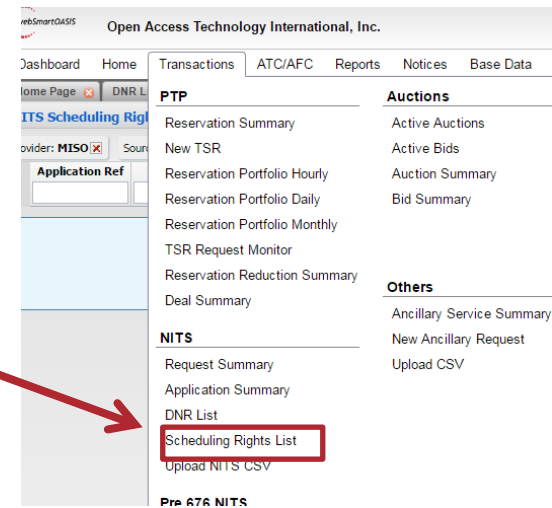 webSmartOASIS
Open Access Technology International, Inc.
Dashboard Home Transactions ATC/AFC Reports Notices Base Data
Home Page DNR L
ITS Scheduling Righ
ovider: MISO Sour
Application Ref
PTP
Reservation Summary
New TSR
Reservation Portfolio Hourly
Reservation Portfolio Daily
Reservation Portfolio Monthly
TSR Request Monitor
Reservation Reduction Summary
Deal Summary
NITS
Request Summary
Application Summary
DNR List
Scheduling Rights List
Upload NITS CSV
Pre 676 NITS
Auctions
Active Auctions
Active Bids
Auction Summary
Bid Summary
Others
Ancillary Service Summary
New Ancillary Request
Upload CSV